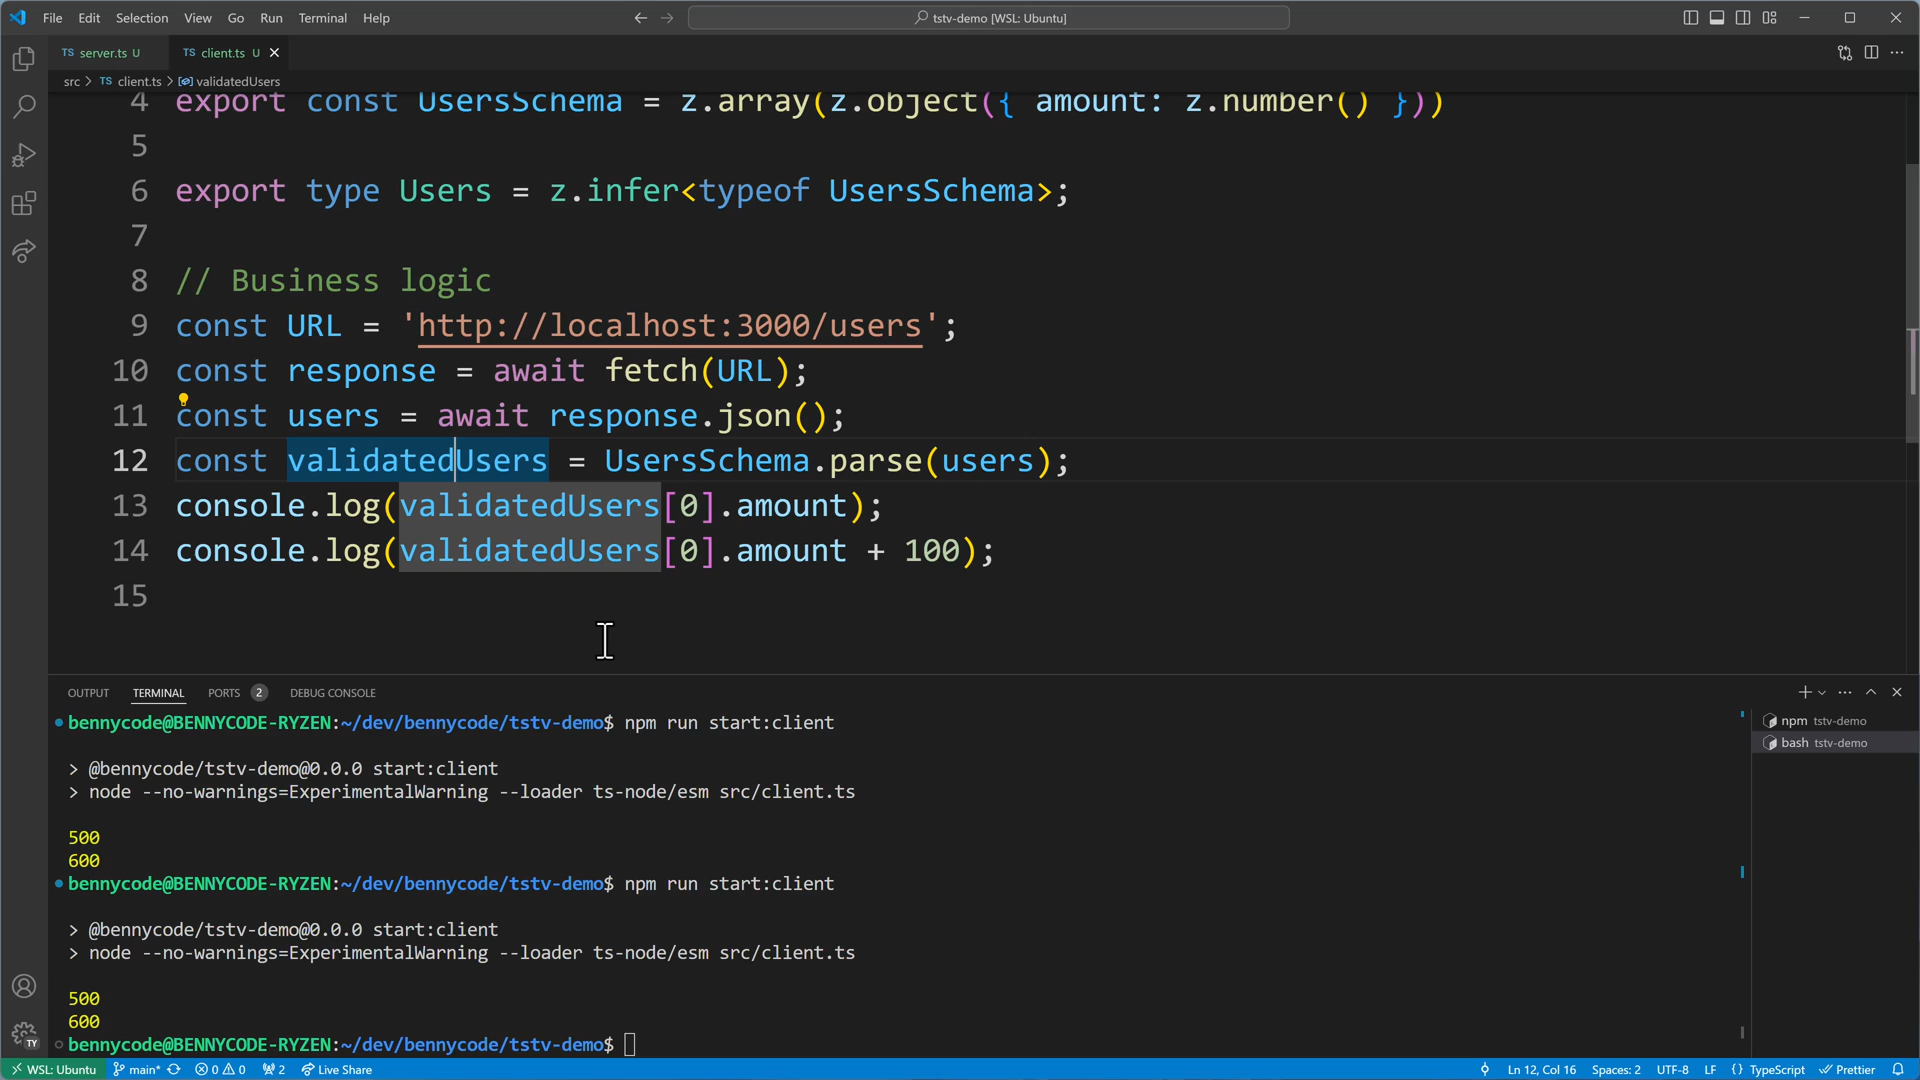 File Edit Selection View Go Run Terminal Help
tstv-demo [WSL: Ubuntu]
TS server.ts U
TS client.ts U
src > TS client.ts > validatedUsers
4 export const UsersSchema = z.array(z.object({ amount: z.number() }))
5
6 export type Users = z.infer<typeof UsersSchema>;
7
8 // Business logic
9 const URL = 'http://localhost:3000/users';
10 const response = await fetch(URL);
11 const users = await response.json();
12 const validatedUsers = UsersSchema.parse(users);
13 console.log(validatedUsers[0].amount);
14 console.log(validatedUsers[0].amount + 100);
15
OUTPUT TERMINAL PORTS 2 DEBUG CONSOLE
bennycode@BENNYCODE-RYZEN:~/dev/bennycode/tstv-demo$ npm run start:client
> @bennycode/tstv-demo@0.0.0 start:client
> node --no-warnings=ExperimentalWarning --loader ts-node/esm src/client.ts
500
600
bennycode@BENNYCODE-RYZEN:~/dev/bennycode/tstv-demo$ npm run start:client
> @bennycode/tstv-demo@0.0.0 start:client
> node --no-warnings=ExperimentalWarning --loader ts-node/esm src/client.ts
500
600
bennycode@BENNYCODE-RYZEN:~/dev/bennycode/tstv-demo$
npm tstv-demo
bash tstv-demo
TY
WSL: Ubuntu main* 0 0 2 Live Share
Ln 12, Col 16 Spaces: 2 UTF-8 LF {} TypeScript Prettier